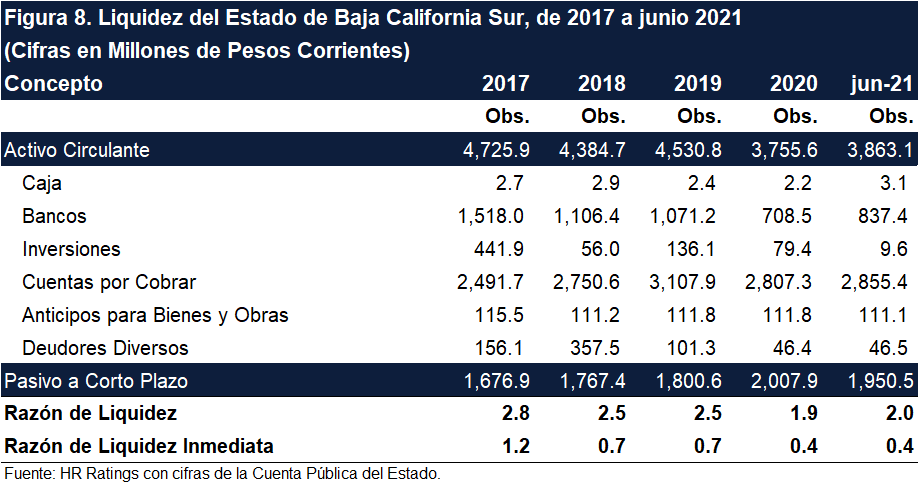 Figura 8. Liquidez del Estado de Baja California Sur, de 2017 a junio 2021
(Cifras en Millones de Pesos Corrientes)
Concepto 2017 2018 2019 2020 jun-21
Obs. Obs. Obs. Obs. Obs.
Activo Circulante 4,725.9 4,384.7 4,530.8 3,755.6 3,863.1
Caja 2.7 2.9 2.4 2.2 3.1
Bancos 1,518.0 1,106.4 1,071.2 708.5 837.4
Inversiones 441.9 56.0 136.1 79.4 9.6
Cuentas por Cobrar 2,491.7 2,750.6 3,107.9 2,807.3 2,855.4
Anticipos para Bienes y Obras 115.5 111.2 111.8 111.8 111.1
Deudores Diversos 156.1 357.5 101.3 46.4 46.5
Pasivo a Corto Plazo 1,676.9 1,767.4 1,800.6 2,007.9 1,950.5
Razón de Liquidez 2.8 2.5 2.5 1.9 2.0
Razón de Liquidez Inmediata 1.2 0.7 0.7 0.4 0.4
Fuente: HR Ratings con cifras de la Cuenta Pública del Estado.